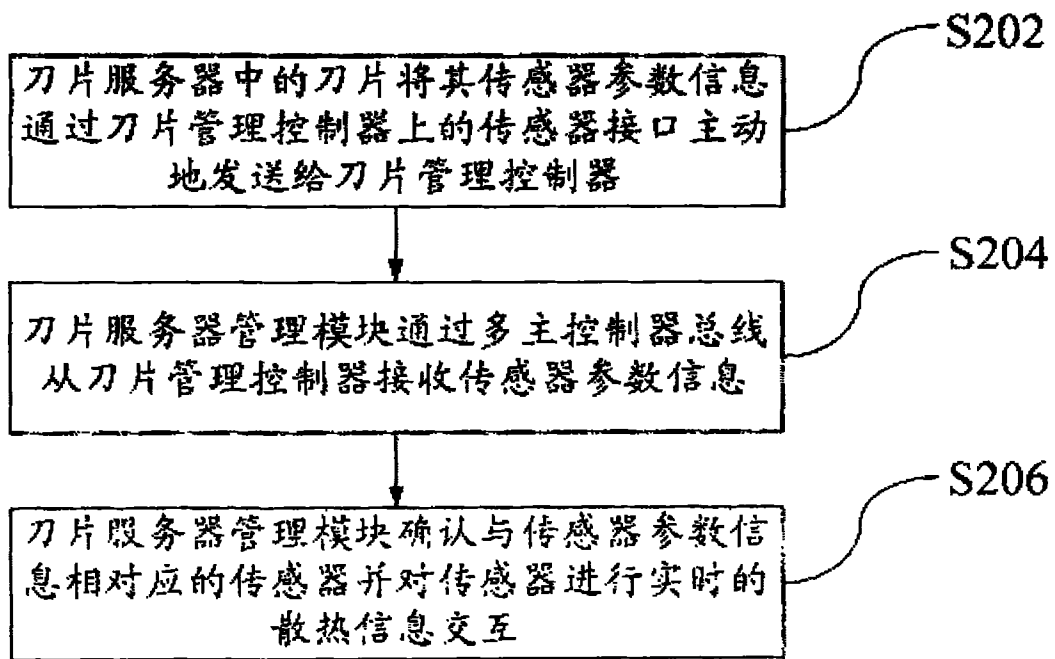 S202
刀片服务器中的刀片将其传感器参数信息
通过刀片管理控制器上的传感器接口主动
地发送给刀片管理控制器
S204
刀片服务器管理模块通过多主控制器总线
从刀片管理控制器接收传感器参数信息
S206
刀片服务器管理模块确认与传感器参数信
息相对应的传感器并对传感器进行实时的
散热信息交互